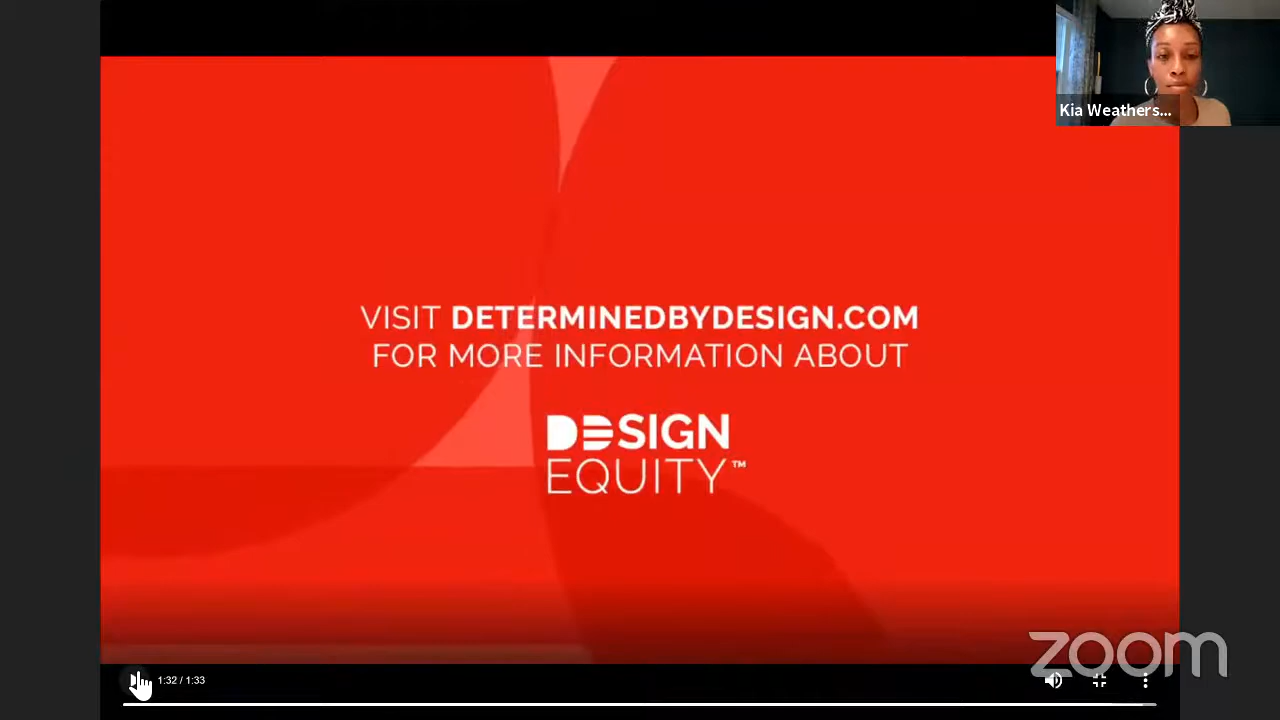 Kia Weathers...
VISIT DETERMINEDBYDESIGN.COM
FOR MORE INFORMATION ABOUT
DESIGN
EQUITY™
zoom
1:32 / 1:33